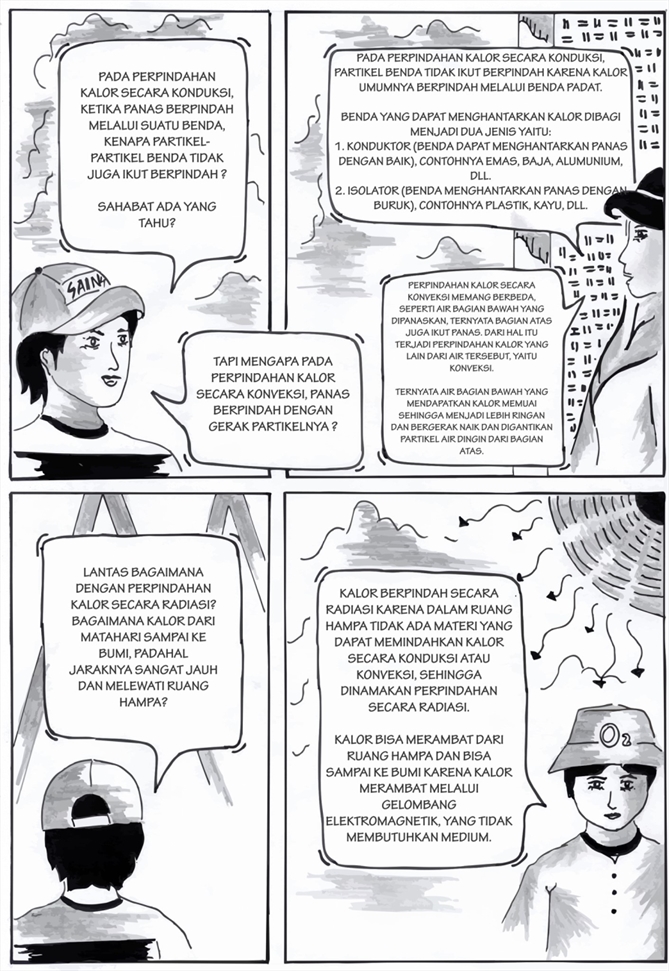 PADA PERPINDAHAN
KALOR SECARA KONDUKSI,
KETIKA PANAS BERPINDAH
MELALUI SUATU BENDA,
KENAPA PARTIKEL-
PARTIKEL BENDA TIDAK
JUGA IKUT BERPINDAH ?
SAHABAT ADA YANG
TAHU?
SAINS
TAPI MENGAPA PADA
PERPINDAHAN KALOR
SECARA KONVEKSI, PANAS
BERPINDAH DENGAN
GERAK PARTIKELNYA ?
PADA PERPINDAHAN KALOR SECARA KONDUKSI,
PARTIKEL BENDA TIDAK IKUT BERPINDAH KARENA KALOR
UMUMNYA BERPINDAH MELALUI BENDA PADAT.
BENDA YANG DAPAT MENGHANTARKAN KALOR DIBAGI
MENJADI DUA JENIS YAITU:
1. KONDUKTOR (BENDA DAPAT MENGHANTARKAN PANAS
DENGAN BAIK), CONTOHNYA EMAS, BAJA, ALUMUNIUM,
DLL.
2. ISOLATOR (BENDA MENGHANTARKAN PANAS DENGAN
BURUK), CONTOHNYA PLASTIK, KAYU, DLL.
PERPINDAHAN KALOR SECARA
KONVEKSI MEMANG BERBEDA,
SEPERTI AIR BAGIAN BAWAH YANG
DIPANASKAN, TERNYATA BAGIAN ATAS
JUGA IKUT PANAS. DARI HAL ITU
TERJADI PERPINDAHAN KALOR YANG
LAIN DARI AIR TERSEBUT, YAITU
KONVEKSI.
TERNYATA AIR BAGIAN BAWAH YANG
MENDAPATKAN KALOR MEMUAI
SEHINGGA MENJADI LEBIH RINGAN
DAN BERGERAK NAIK DAN DIGANTIKAN
PARTIKEL AIR DINGIN DARI BAGIAN
ATAS.
LANTAS BAGAIMANA
DENGAN PERPINDAHAN
KALOR SECARA RADIASI?
BAGAIMANA KALOR DARI
MATAHARI SAMPAI KE
BUMI, PADAHAL
JARAKNYA SANGAT JAUH
DAN MELEWATI RUANG
HAMPA?
KALOR BERPINDAH SECARA
RADIASI KARENA DALAM RUANG
HAMPA TIDAK ADA MATERI YANG
DAPAT MEMINDAHKAN KALOR
SECARA KONDUKSI ATAU
KONVEKSI, SEHINGGA
DINAMAKAN PERPINDAHAN
SECARA RADIASI.
KALOR BISA MERAMBAT DARI
RUANG HAMPA DAN BISA
SAMPAI KE BUMI KARENA KALOR
MERAMBAT MELALUI
GELOMBANG
ELEKTROMAGNETIK, YANG TIDAK
MEMBUTUHKAN MEDIUM.
O2